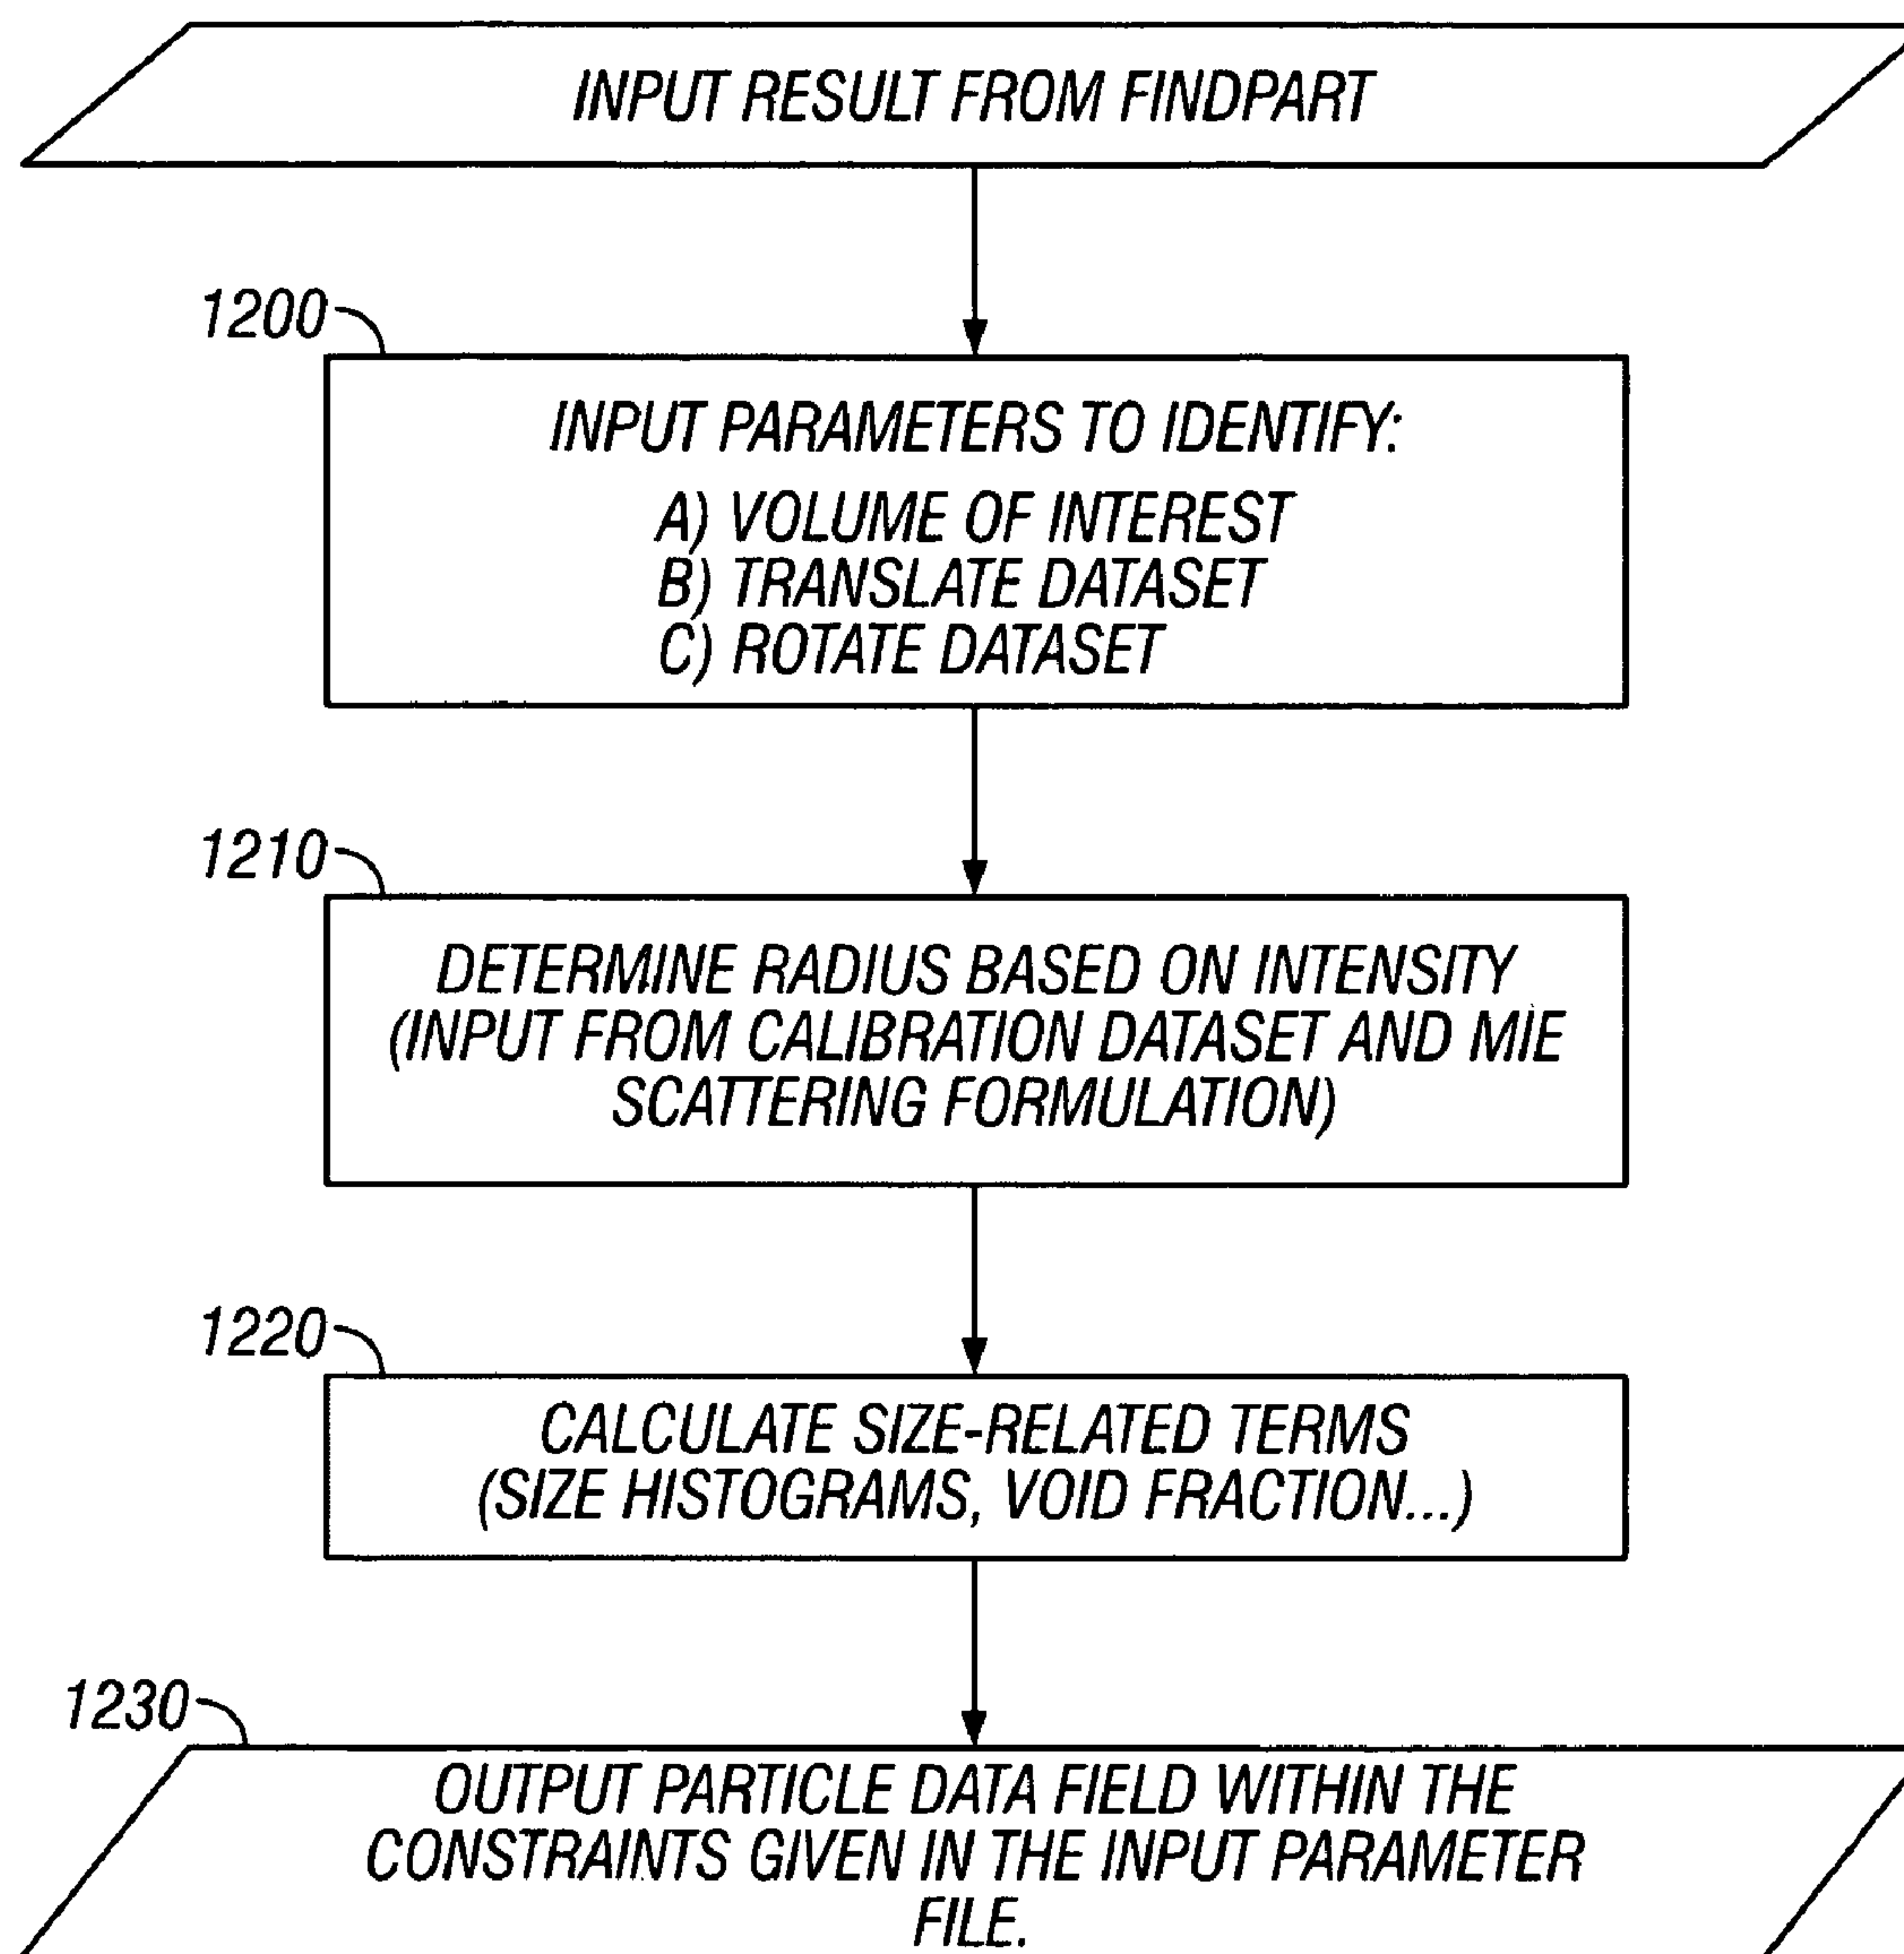 INPUT RESULT FROM FINDPART
1200
INPUT PARAMETERS TO IDENTIFY:
A) VOLUME OF INTEREST
B) TRANSLATE DATASET
C) ROTATE DATASET
1210
DETERMINE RADIUS BASED ON INTENSITY
(INPUT FROM CALIBRATION DATASET AND MIE
SCATTERING FORMULATION)
1220
CALCULATE SIZE-RELATED TERMS
(SIZE HISTOGRAMS, VOID FRACTION...)
1230
OUTPUT PARTICLE DATA FIELD WITHIN THE
CONSTRAINTS GIVEN IN THE INPUT PARAMETER
FILE.